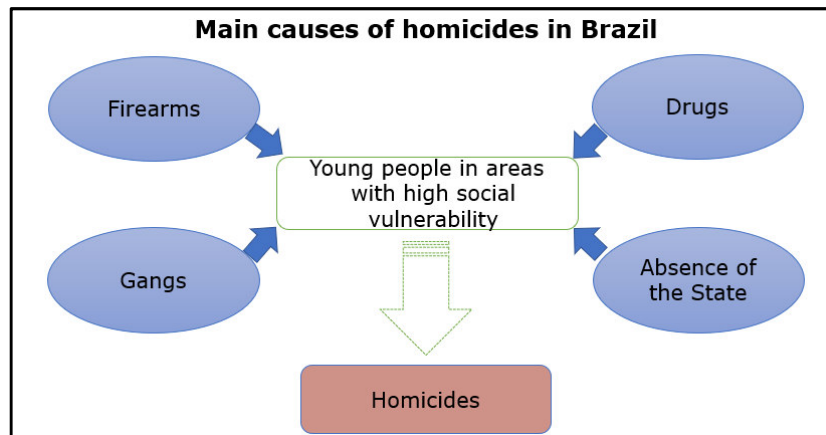 Main causes of homicides in Brazil
Firearms
Drugs
Young people in areas
with high social
vulnerability
Gangs
Absence of
the State
Homicides